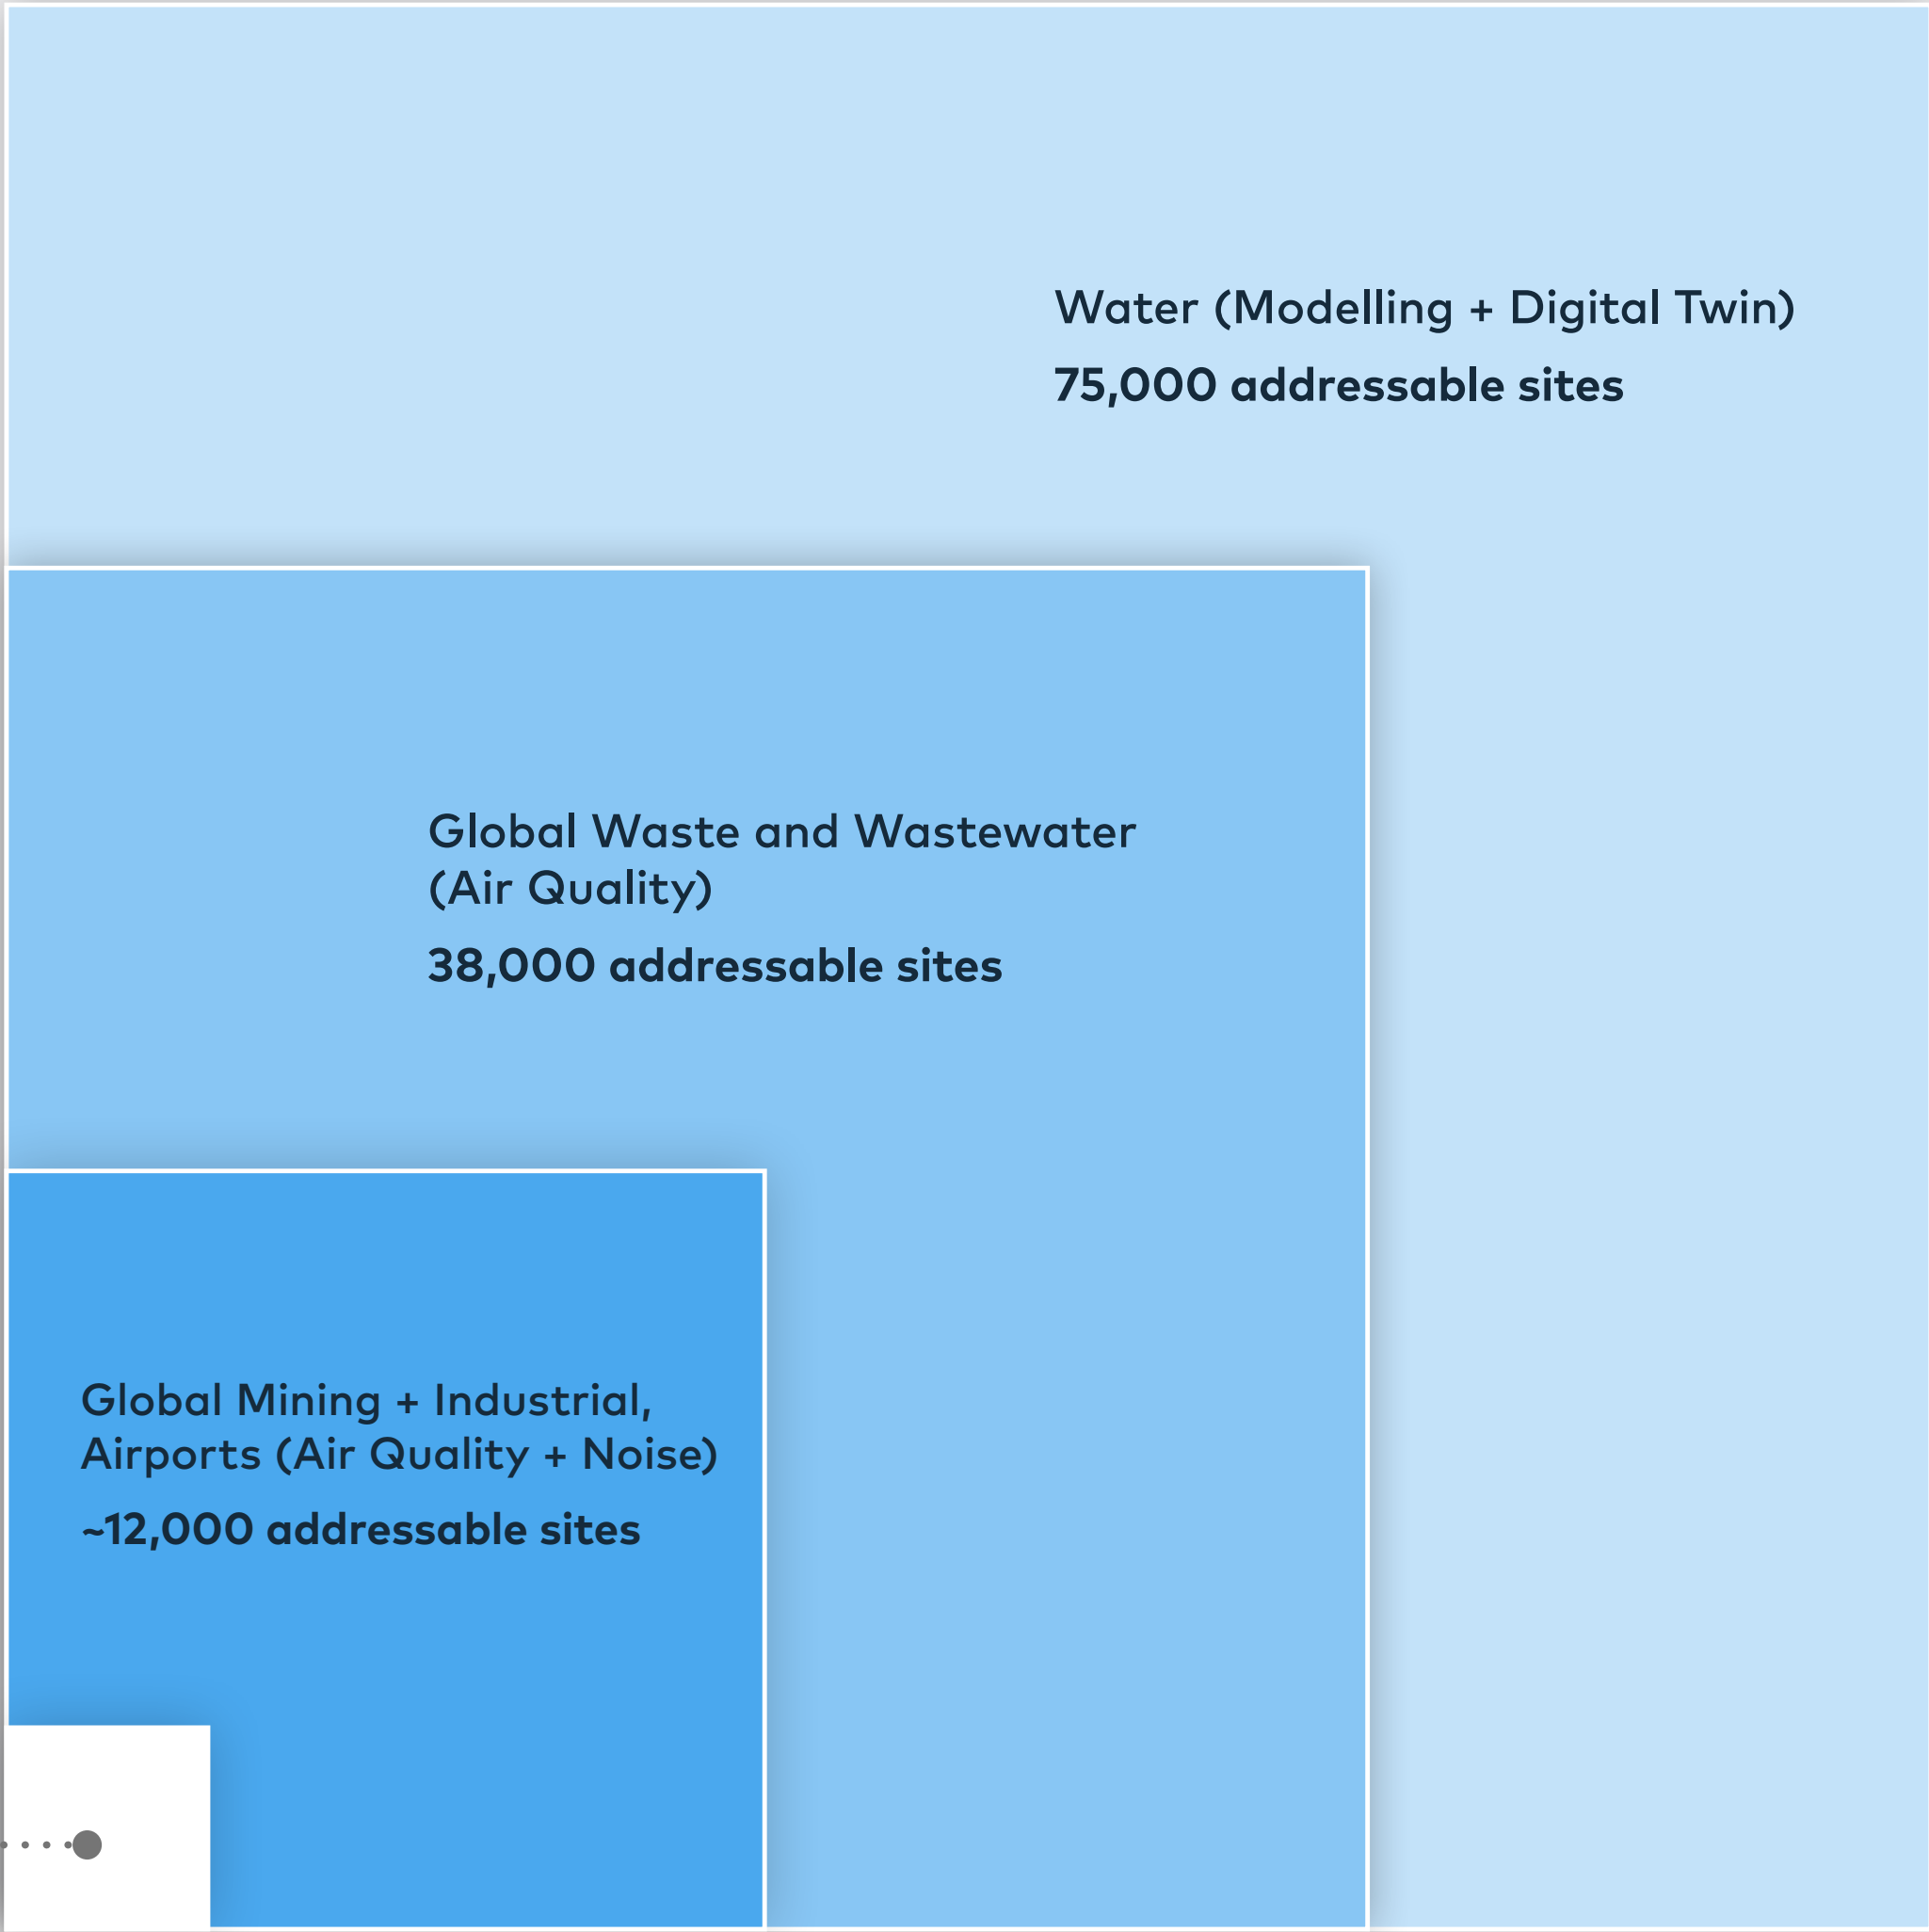 Water (Modelling + Digital Twin)
75,000 addressable sites
Global Waste and Wastewater
(Air Quality)
38,000 addressable sites
Global Mining + Industrial,
Airports (Air Quality + Noise)
~12,000 addressable sites